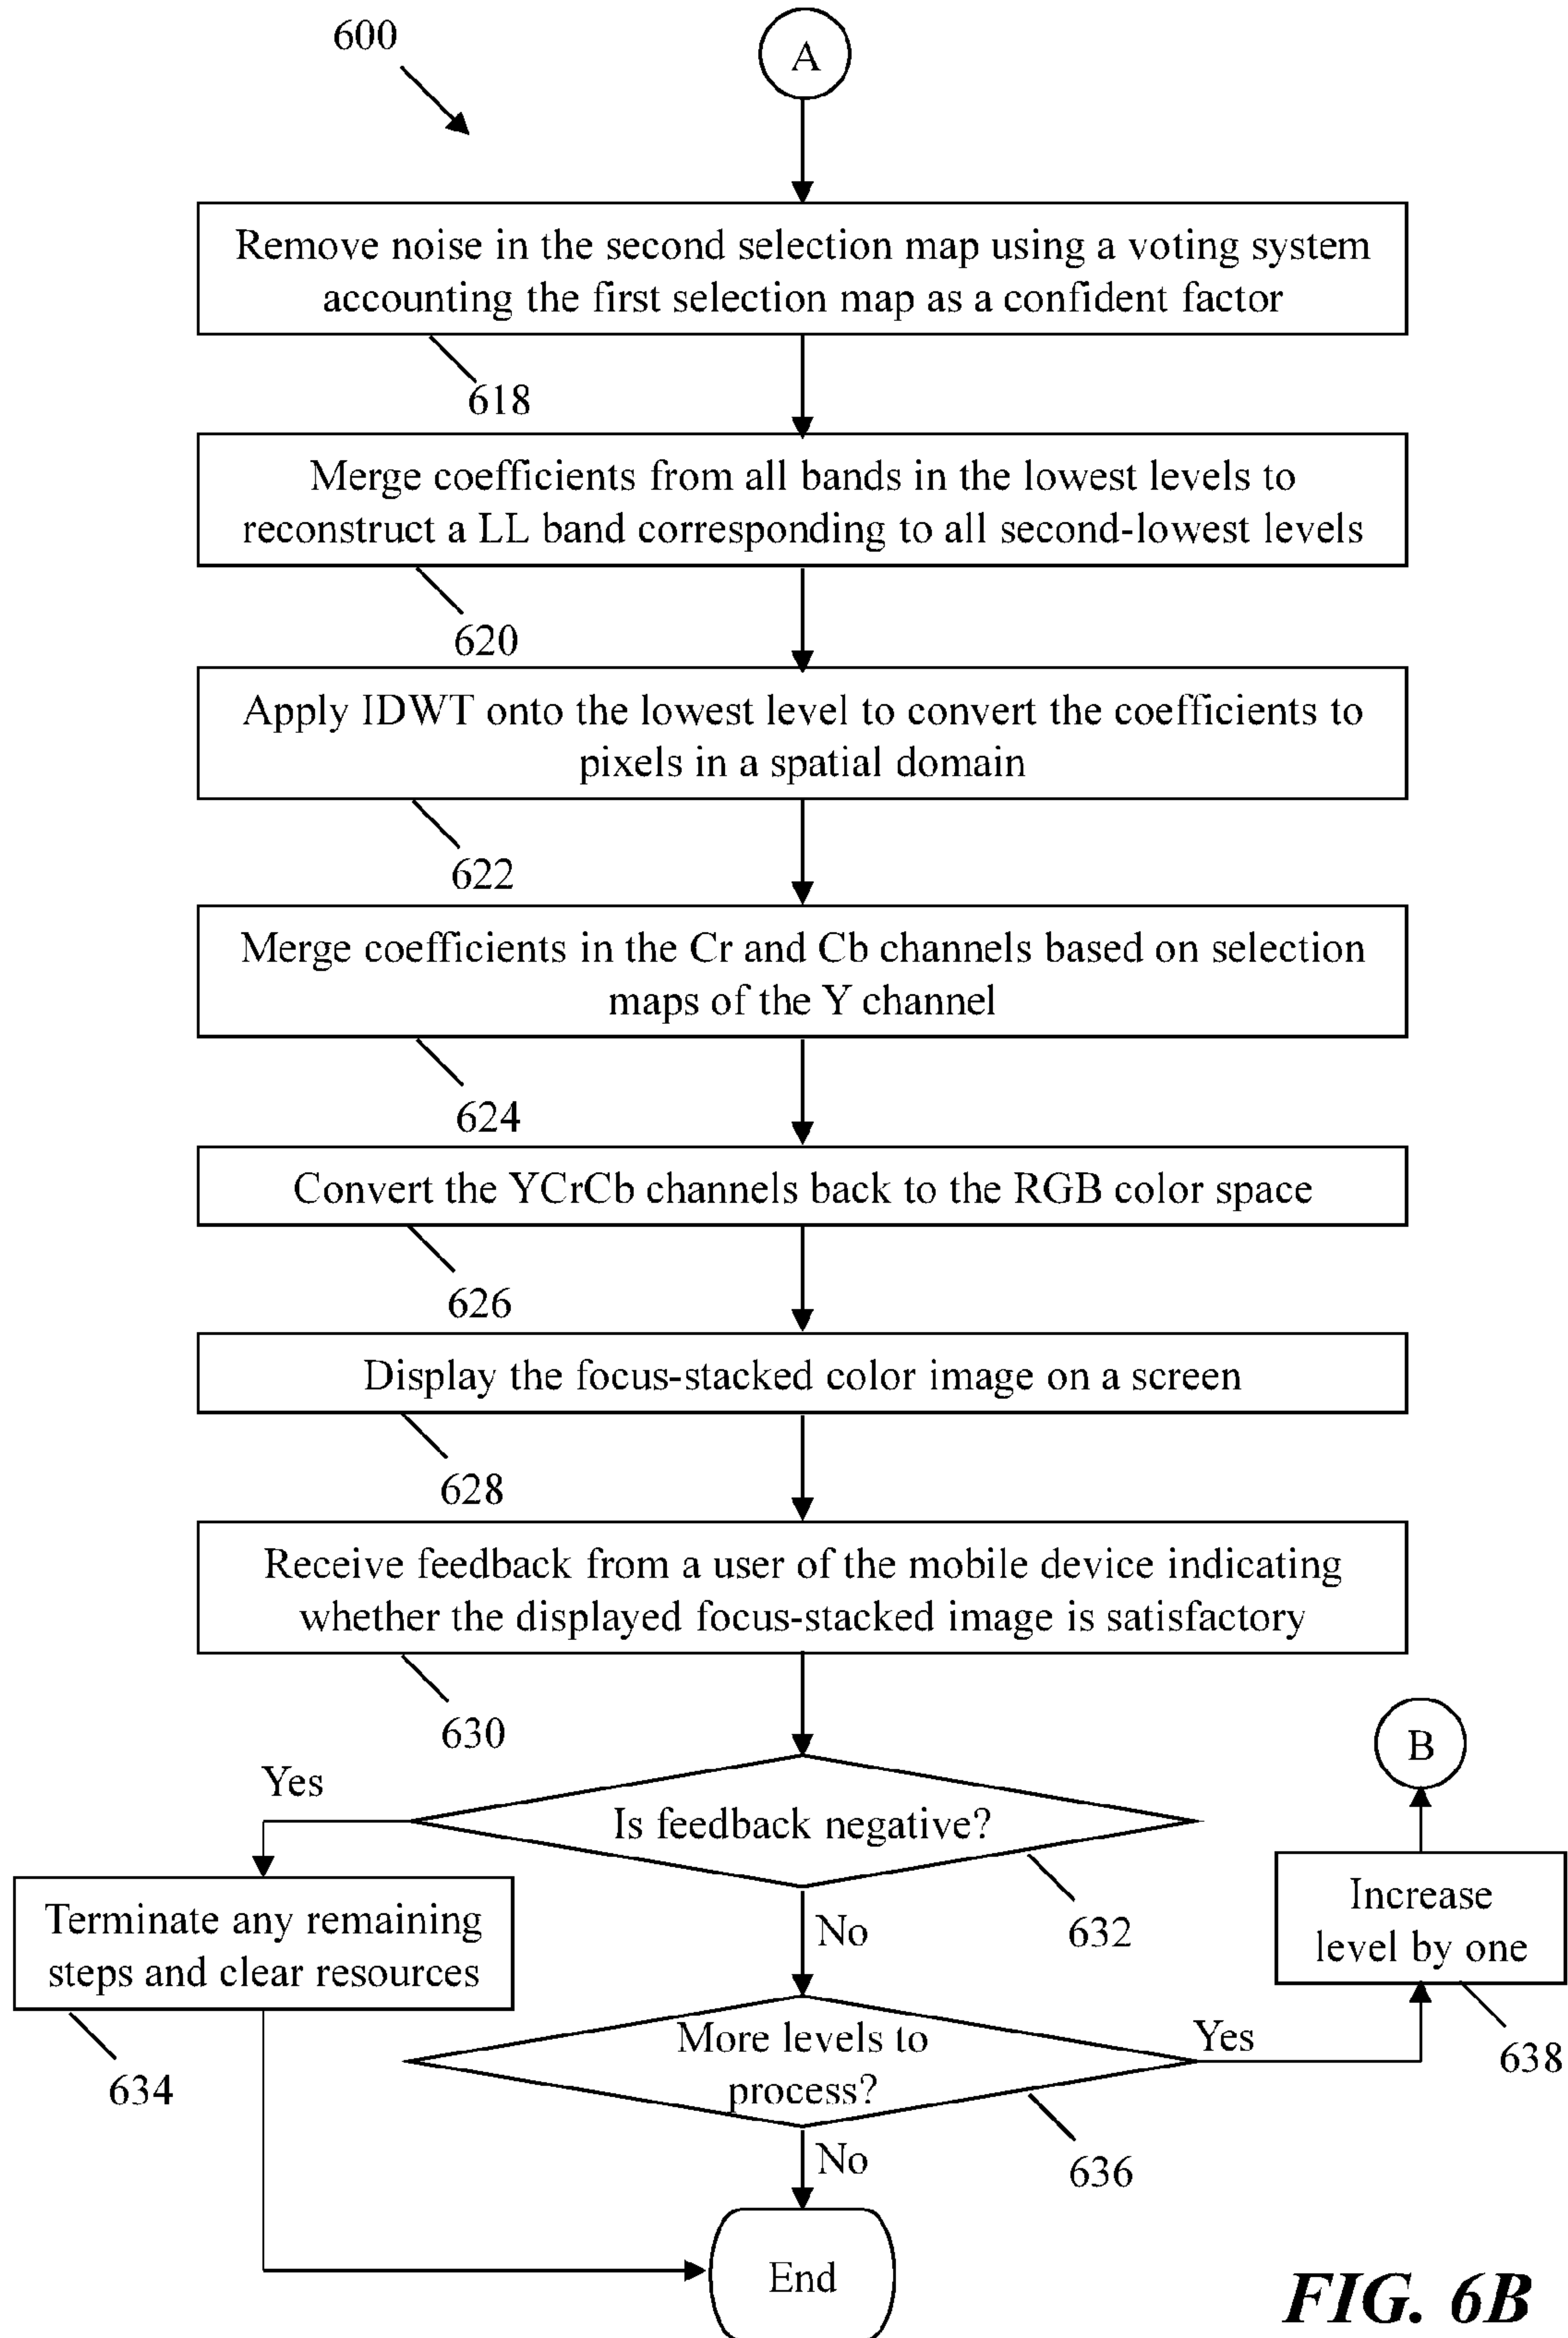 600
A
Remove noise in the second selection map using a voting system
accounting the first selection map as a confident factor
618
Merge coefficients from all bands in the lowest levels to
reconstruct a LL band corresponding to all second-lowest levels
620
Apply IDWT onto the lowest level to convert the coefficients to
pixels in a spatial domain
622
Merge coefficients in the Cr and Cb channels based on selection
maps of the Y channel
624
Convert the YCrCb channels back to the RGB color space
626
Display the focus-stacked color image on a screen
628
Receive feedback from a user of the mobile device indicating
whether the displayed focus-stacked image is satisfactory
630
B
Yes
Is feedback negative?
632
Terminate any remaining
steps and clear resources
634
No
Increase
level by one
638
More levels to
process?
Yes
636
No
End
FIG. 6B